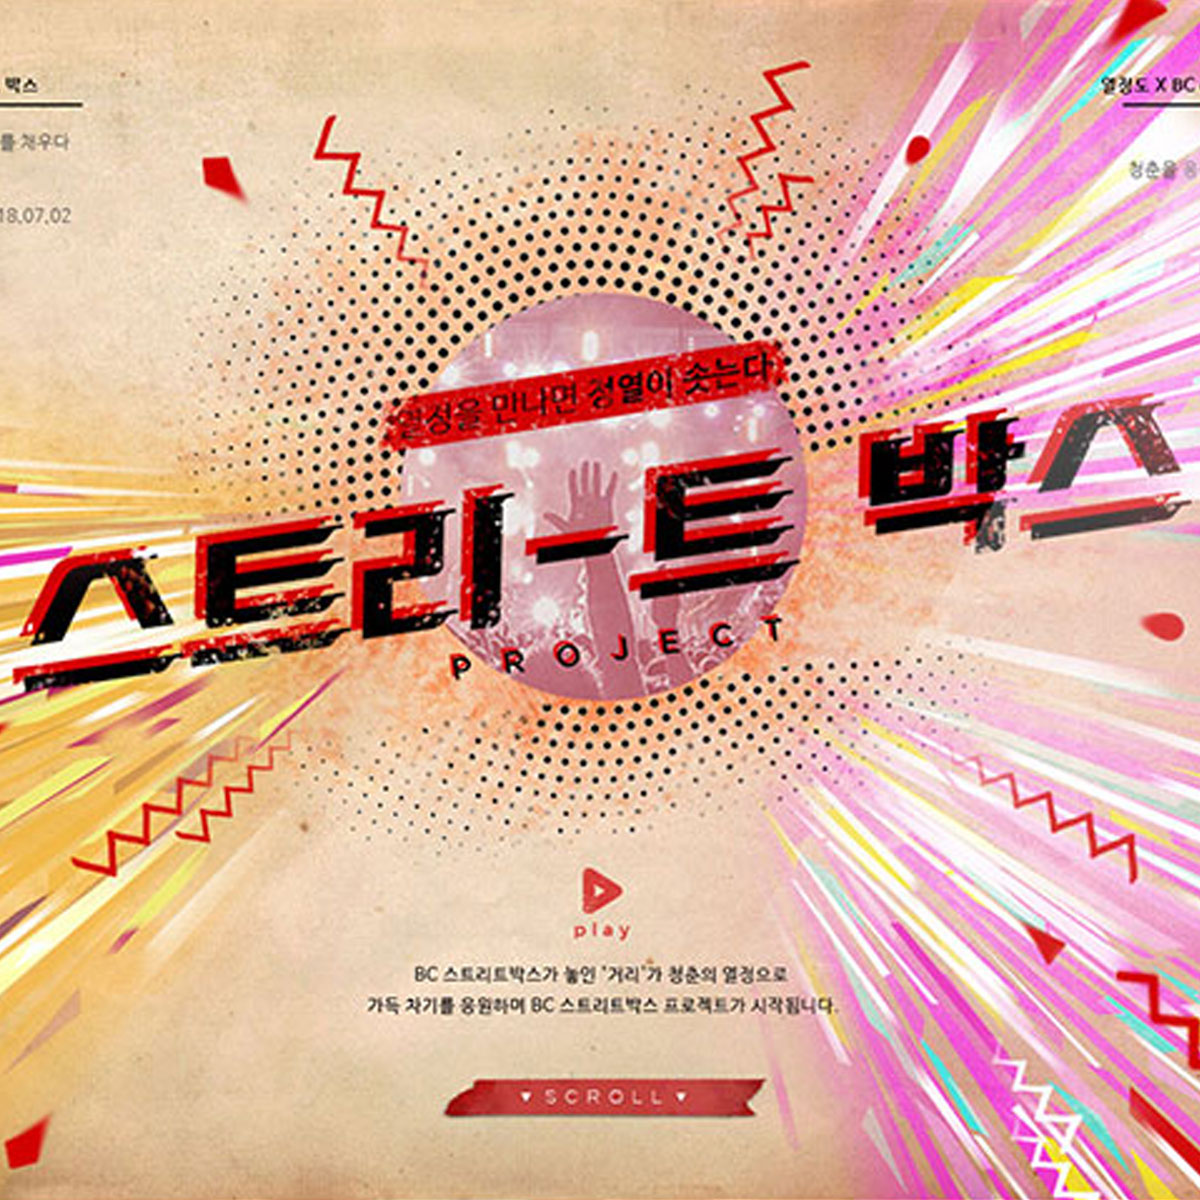 박스
를 채우다
18.07.02
열정도 X BC
청춘을 응
열정을 만나면 정열이 솟는다
스트리-트 박스
PROJECT
play
BC 스트리트박스가 놓인 '거리'가 청춘의 열정으로
가득 차기를 응원하며 BC 스트리트박스 프로젝트가 시작됩니다.
▼ SCROLL ▼